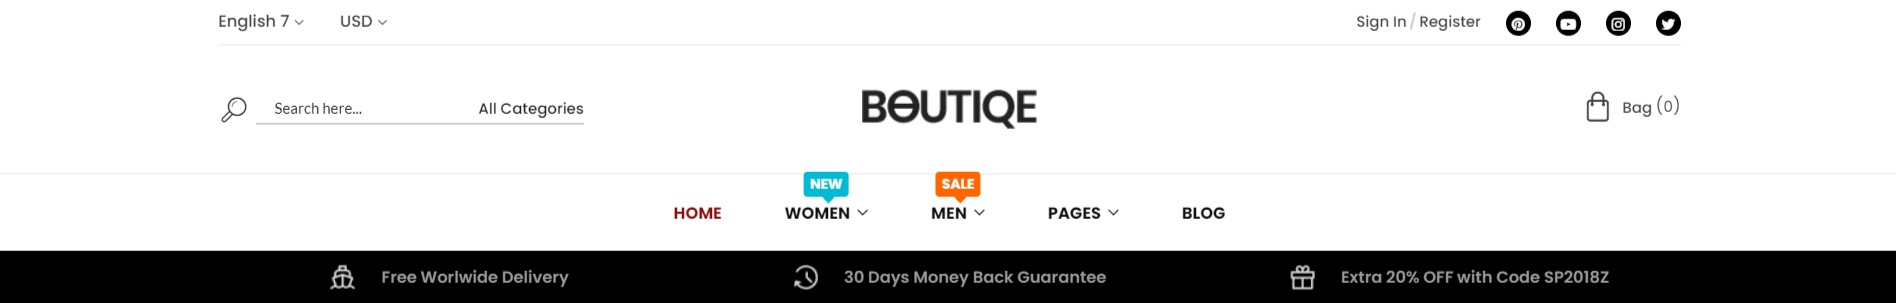 English 7 USD Sign In / Register
Search here... All Categories BOUTIQE Bag (0)
NEW SALE
HOME WOMEN MEN PAGES BLOG
Free Worlwide Delivery 30 Days Money Back Guarantee Extra 20% OFF with Code SP2018Z